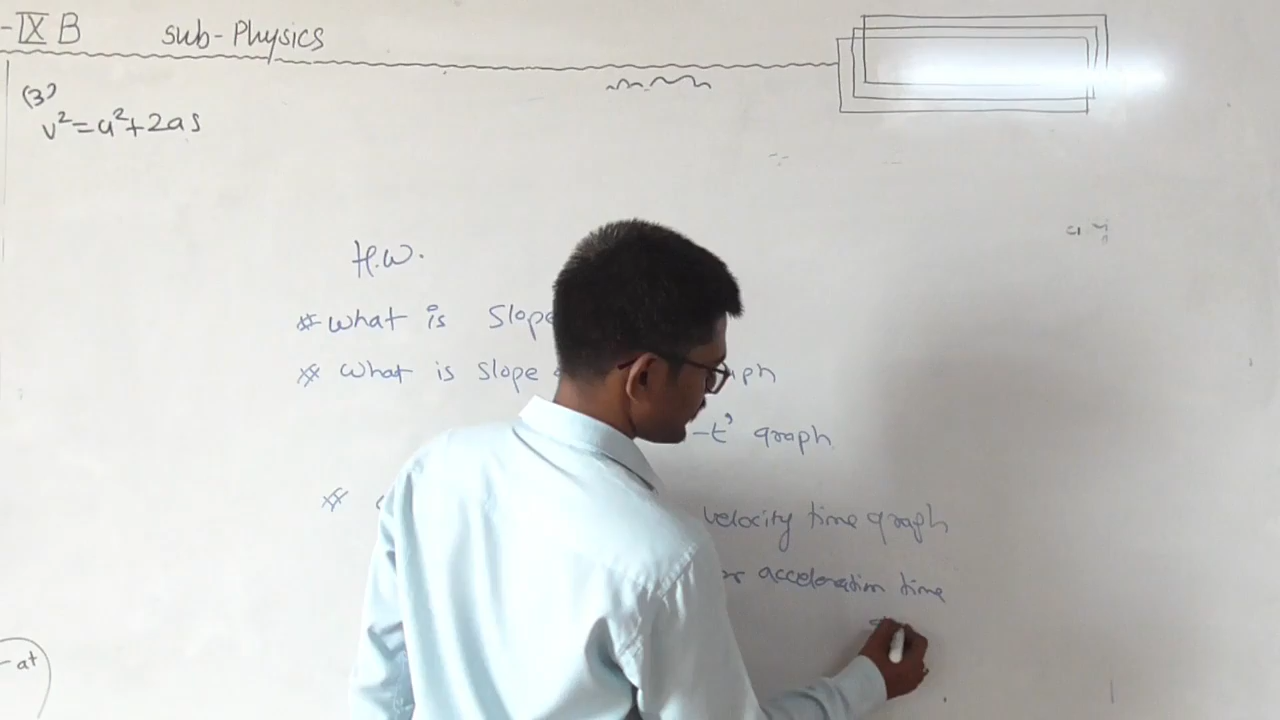 -IX B sub-Physics
(3)
v²=u²+2as
H.W.
* what is Slope
* what is slope
-t' graph
* velocity time graph
acceleration time
-at